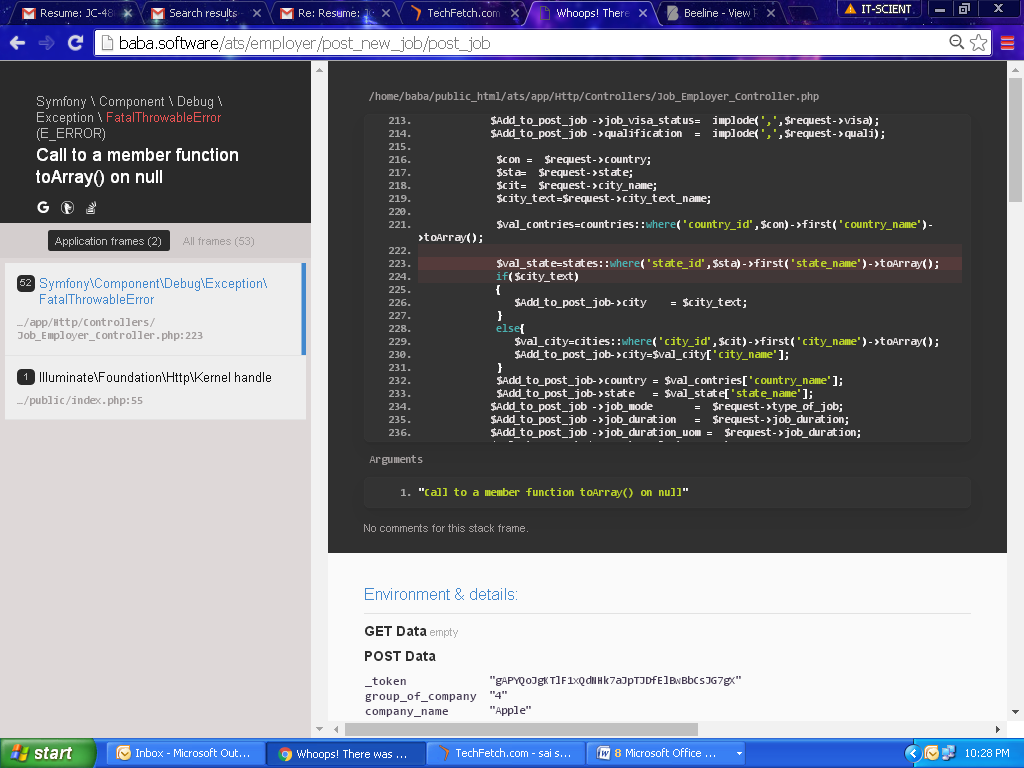 Resume: JC-48
Search results
Re: Resume: JC
TechFetch.com
Whoops! There
Beeline - View
IT-SCIENT
baba.software/ats/employer/post_new_job/post_job
Symfony \ Component \ Debug \
Exception \ FatalThrowableError
(E_ERROR)
Call to a member function
toArray() on null
Application frames (2)
All frames (53)
52
Symfony\Component\Debug\Exception\
FatalThrowableError
…/app/Http/Controllers/
Job_Employer_Controller.php:223
1
Illuminate\Foundation\Http\Kernel handle
…/public/index.php:55
/home/baba/public_html/ats/app/Http/Controllers/Job_Employer_Controller.php
213. $Add_to_post_job ->job_visa_status= implode(',',$request->visa);
214. $Add_to_post_job ->qualification = implode(',',$request->quali);
215.
216. $con = $request->country;
217. $sta= $request->state;
218. $cit= $request->city_name;
219. $city_text=$request->city_text_name;
220.
221. $val_contries=countries::where('country_id',$con)->first('country_name')-
>toArray();
222.
223. $val_state=states::where('state_id',$sta)->first('state_name')->toArray();
224. if($city_text)
225. {
226. $Add_to_post_job->city = $city_text;
227. }
228. else{
229. $val_city=cities::where('city_id',$cit)->first('city_name')->toArray();
230. $Add_to_post_job->city=$val_city['city_name'];
231. }
232. $Add_to_post_job->country = $val_contries['country_name'];
233. $Add_to_post_job->state = $val_state['state_name'];
234. $Add_to_post_job ->job_mode = $request->type_of_job;
235. $Add_to_post_job ->job_duration = $request->job_duration;
236. $Add_to_post_job ->job_duration_uom = $request->job_duration;
Arguments
1. "Call to a member function toArray() on null"
No comments for this stack frame.
Environment & details:
GET Data empty
POST Data
_token "gAPYQoJgKTlF1xQdNHk7aJpTJDfElBwBbCsJG7gX"
group_of_company "4"
company_name "Apple"
start
Inbox - Microsoft Out...
Whoops! There was ...
TechFetch.com - sai s...
8 Microsoft Office ...
10:28 PM